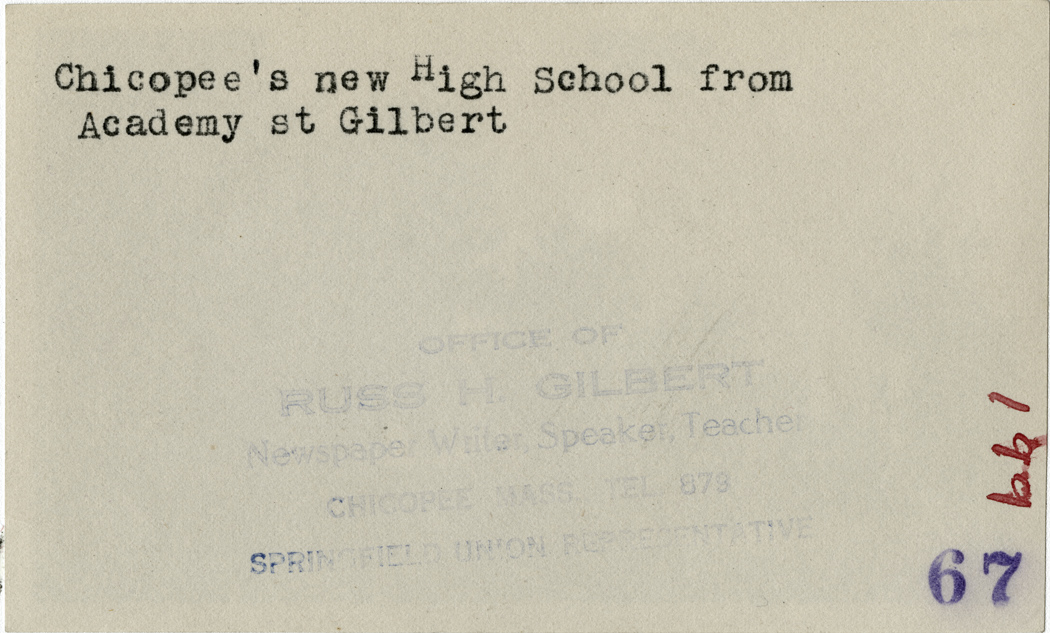 Chicopee's new High School from
Academy st Gilbert
OFFICE OF
RUSS H. GILBERT
Newspaper Writer, Speaker, Teacher
CHICOPEE MASS. TEL 873
SPRINGFIELD UNION REPRESENTATIVE
67